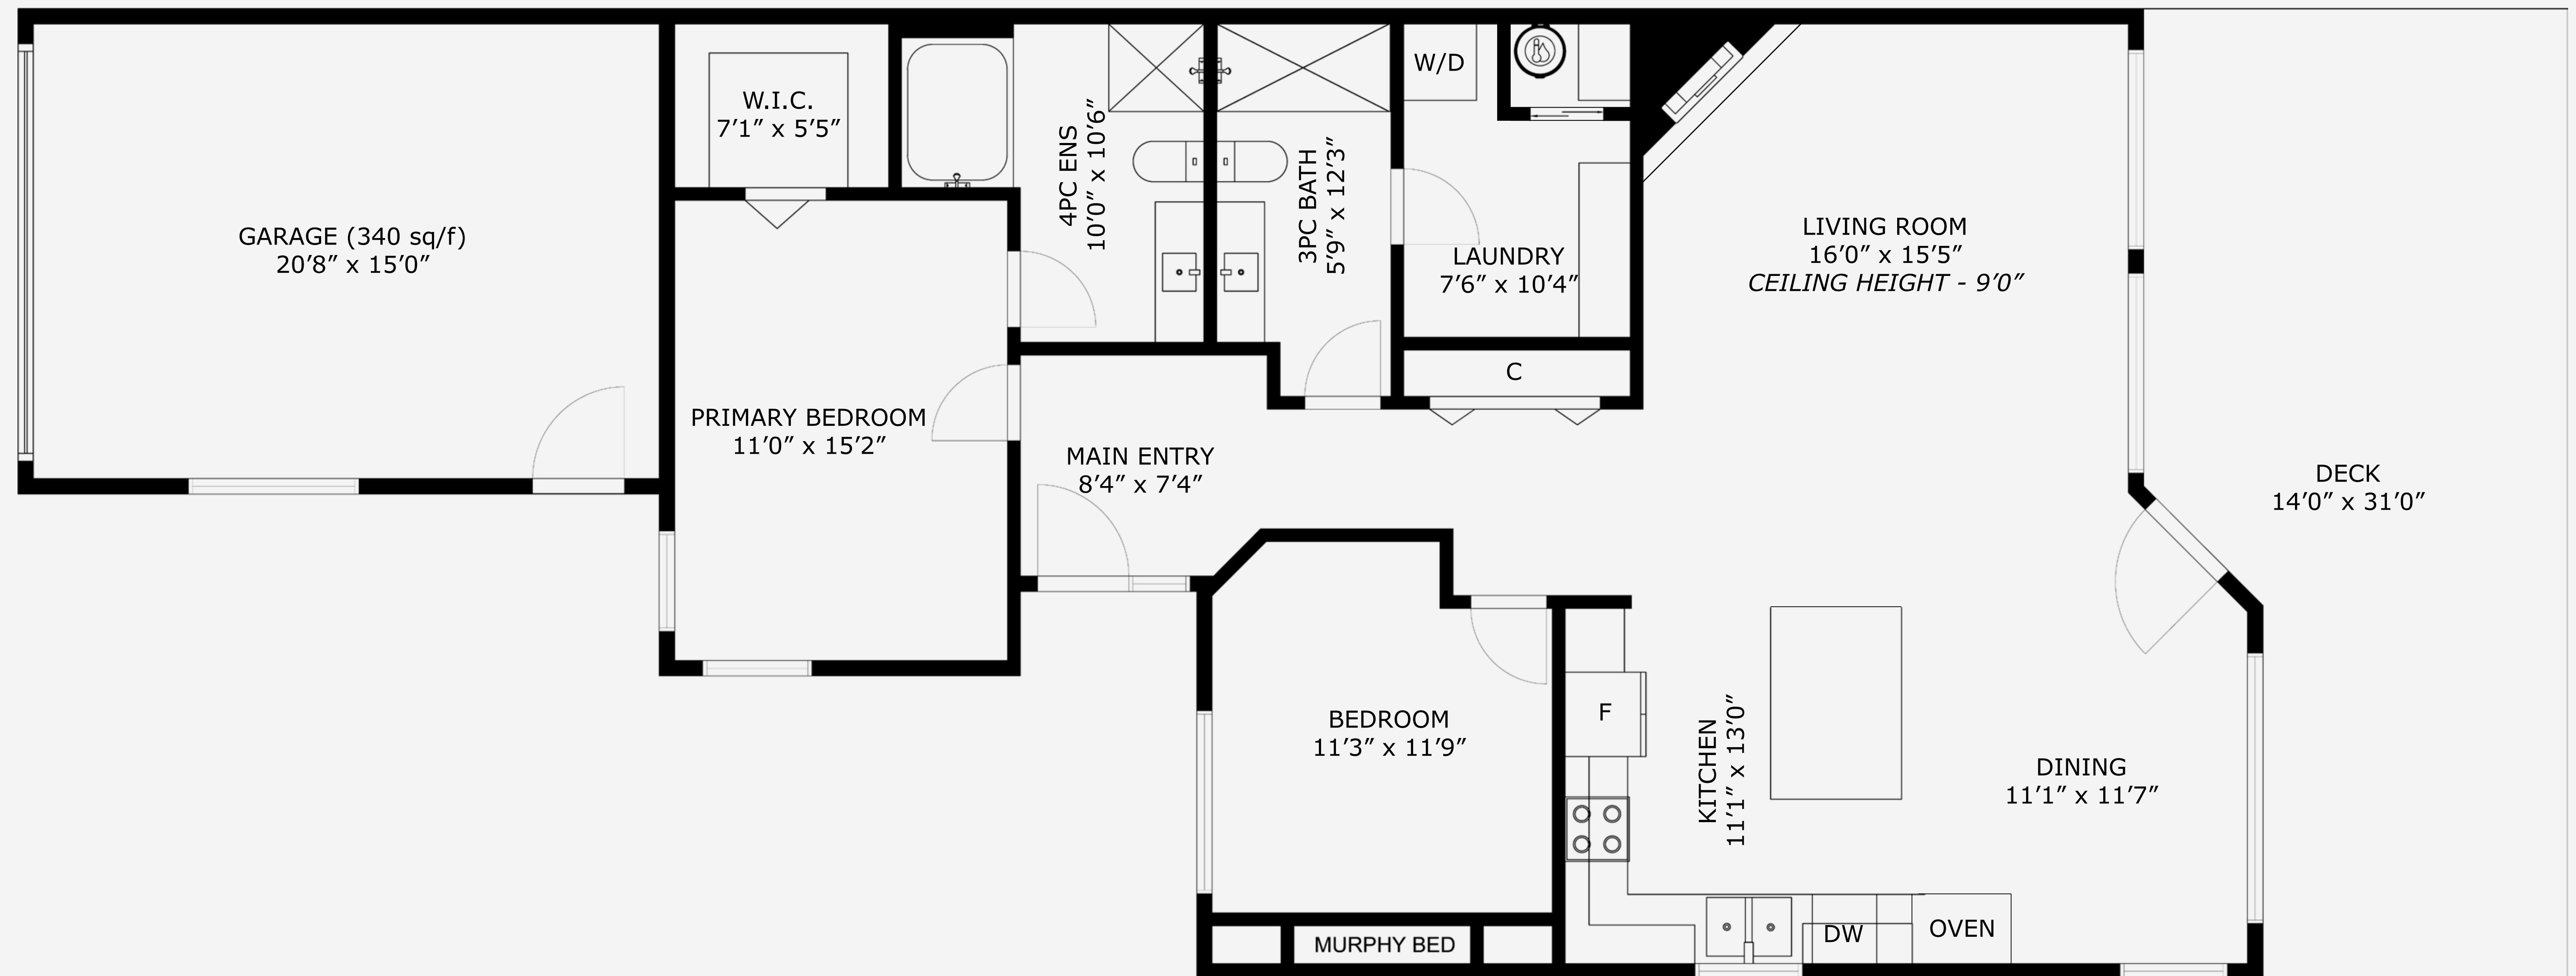 GARAGE (340 sq/f)
20’8” x 15’0”
W.I.C.
7’1” x 5’5”
PRIMARY BEDROOM
11’0” x 15’2”
4PC ENS
10’0” x 10’6”
3PC BATH
5’9” x 12’3”
W/D
LAUNDRY
7’6” x 10’4”
C
MAIN ENTRY
8’4” x 7’4”
LIVING ROOM
16’0” x 15’5”
CEILING HEIGHT - 9’0”
DECK
14’0” x 31’0”
BEDROOM
11’3” x 11’9”
MURPHY BED
F
KITCHEN
11’1” x 13’0”
DINING
11’1” x 11’7”
DW
OVEN